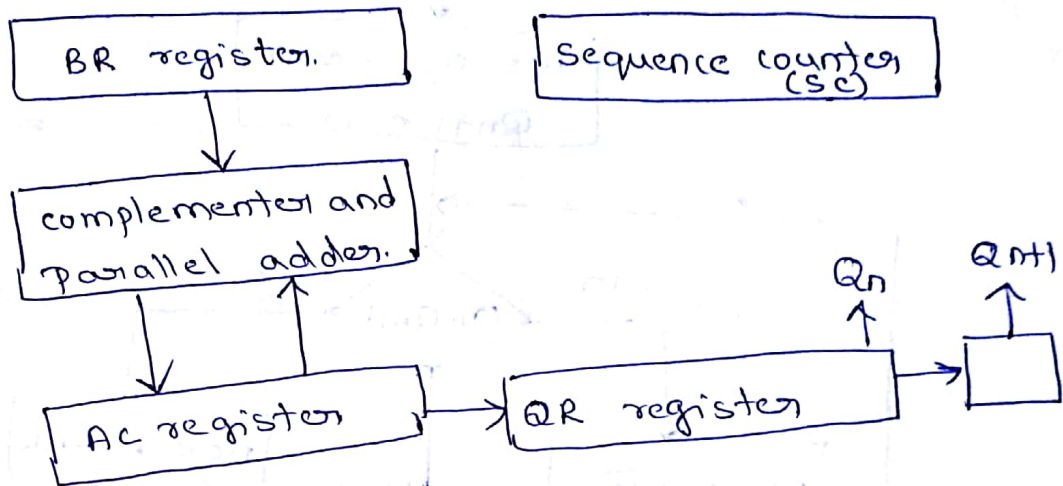 BR register.
Sequence counter
(SC)
complementer and
parallel adder.
Qn
Qn+1
AC register
QR register